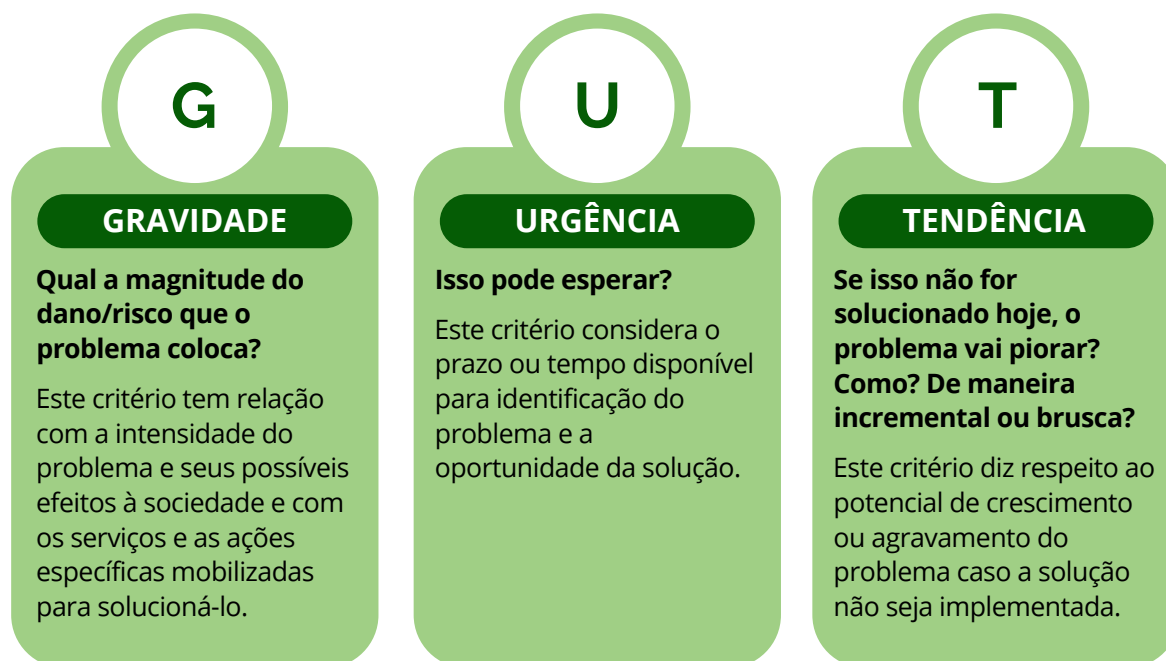 G
GRAVIDADE
Qual a magnitude do
dano/risco que o
problema coloca?
Este critério tem relação
com a intensidade do
problema e seus possíveis
efeitos à sociedade e com
os serviços e as ações
específicas mobilizadas
para solucioná-lo.
U
URGÊNCIA
Isso pode esperar?
Este critério considera o
prazo ou tempo disponível
para identificação do
problema e a
oportunidade da solução.
T
TENDÊNCIA
Se isso não for
solucionado hoje, o
problema vai piorar?
Como? De maneira
incremental ou brusca?
Este critério diz respeito ao
potencial de crescimento
ou agravamento do
problema caso a solução
não seja implementada.